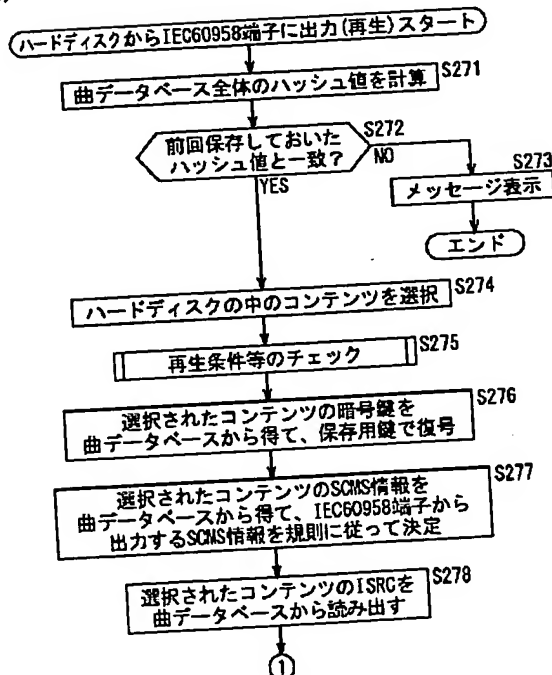 ハードディスクからIEC60958端子に出力(再生)スタート
曲データベース全体のハッシュ値を計算
S271
前回保存しておいた
ハッシュ値と一致?
S272
NO
YES
S273
メッセージ表示
エンド
ハードディスクの中のコンテンツを選択
S274
再生条件等のチェック
S275
選択されたコンテンツの暗号鍵を
曲データベースから得て、保存用鍵で復号
S276
選択されたコンテンツのSCMS情報を
曲データベースから得て、IEC60958端子から
出力するSCMS情報を規則に従って決定
S277
選択されたコンテンツのISRCを
曲データベースから読み出す
S278
1